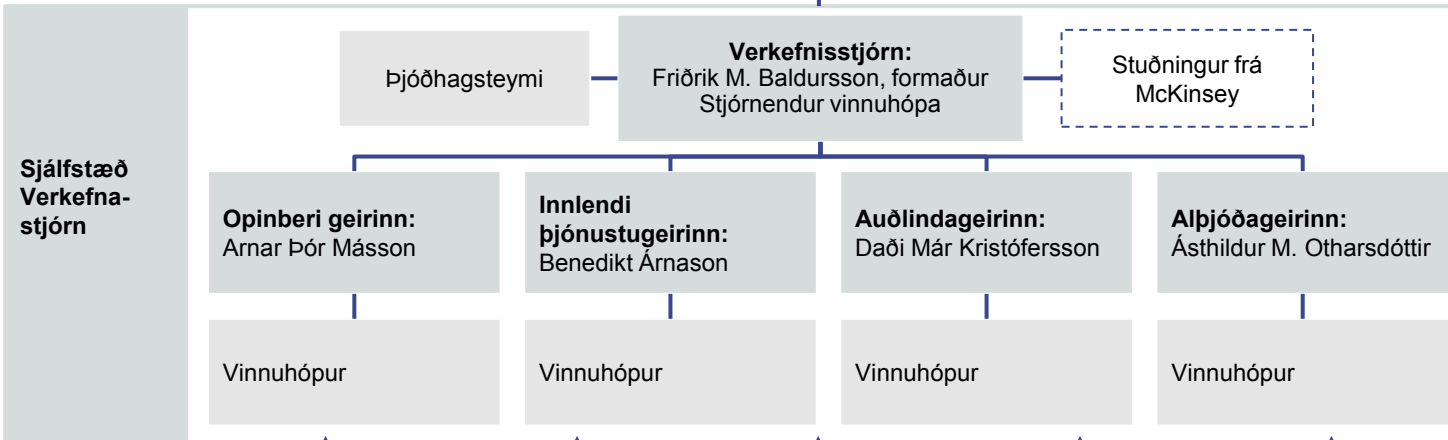 Sjálfstæð
Verkefna-
stjórn
Þjóðhagsteymi
Verkefnisstjórn:
Friðrik M. Baldursson, formaður
Stjórnendur vinnuhópa
Stuðningur frá
McKinsey
Opinberi geirinn:
Arnar Þór Másson
Innlendi
þjónustugeirinn:
Benedikt Árnason
Auðlindageirinn:
Daði Már Kristófersson
Alþjóðageirinn:
Ásthildur M. Otharsdóttir
Vinnuhópur
Vinnuhópur
Vinnuhópur
Vinnuhópur